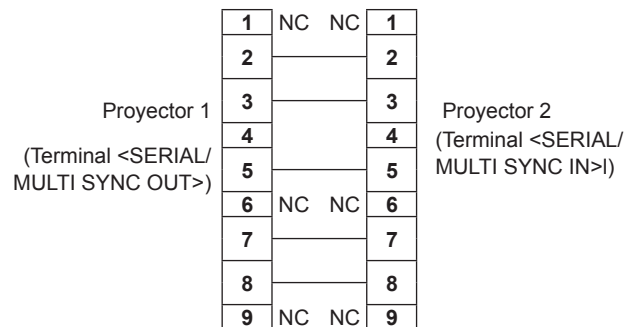 1 NC NC 1
2 2
3 3
Proyector 1
Proyector 2
4 4
(Terminal <SERIAL/
MULTI SYNC OUT>)
(Terminal <SERIAL/
MULTI SYNC IN>l)
5 5
6 NC NC 6
7 7
8 8
9 NC NC 9